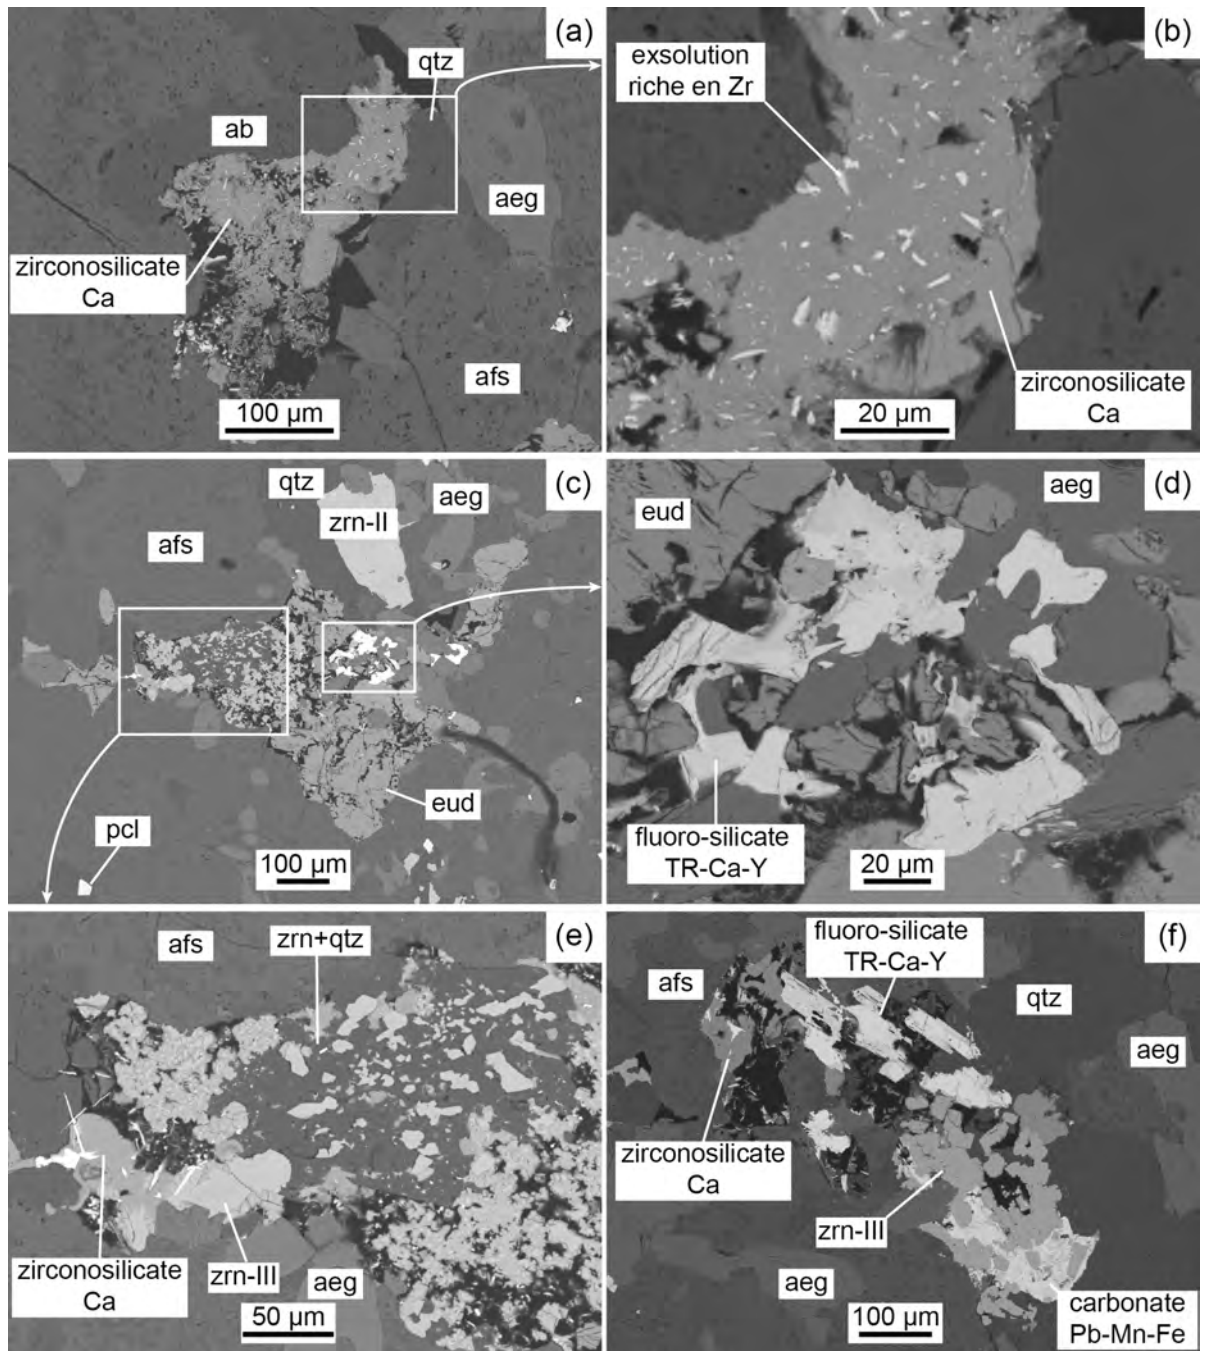 (a)
qtz
ab
aeg
zirconosilicate
Ca
afs
100 µm
(b)
exsolution
riche en Zr
zirconosilicate
Ca
20 µm
(c)
qtz
aeg
zrn-II
afs
eud
pcl
100 µm
(d)
aeg
eud
fluoro-silicate
TR-Ca-Y
20 µm
(e)
afs
zrn+qtz
zirconosilicate
Ca
zrn-III
aeg
50 µm
(f)
fluoro-silicate
TR-Ca-Y
afs
qtz
aeg
zirconosilicate
Ca
zrn-III
aeg
100 µm
carbonate
Pb-Mn-Fe